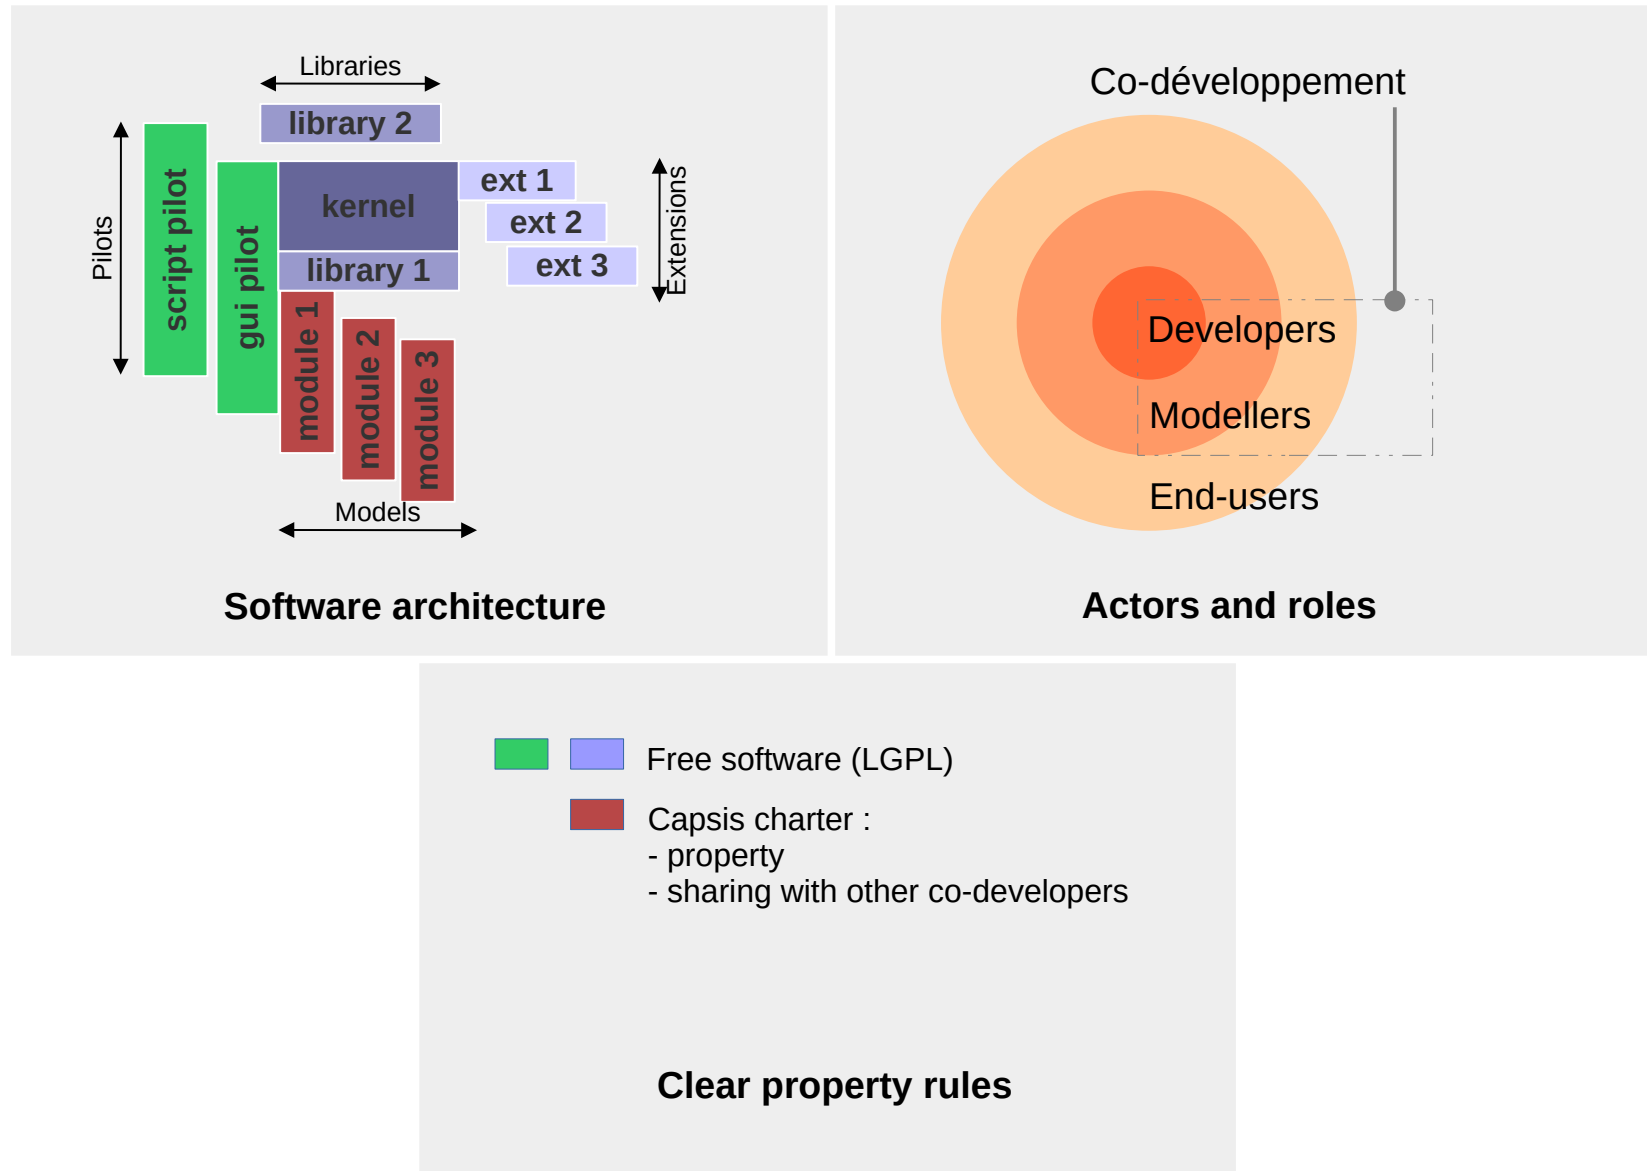 Libraries
library 2
Pilots
script pilot
gui pilot
kernel
library 1
ext 1
ext 2
ext 3
Extensions
module 1
module 2
module 3
Models
Software architecture
Co-développement
Developers
Modellers
End-users
Actors and roles
Free software (LGPL)
Capsis charter :
- property
- sharing with other co-developers
Clear property rules